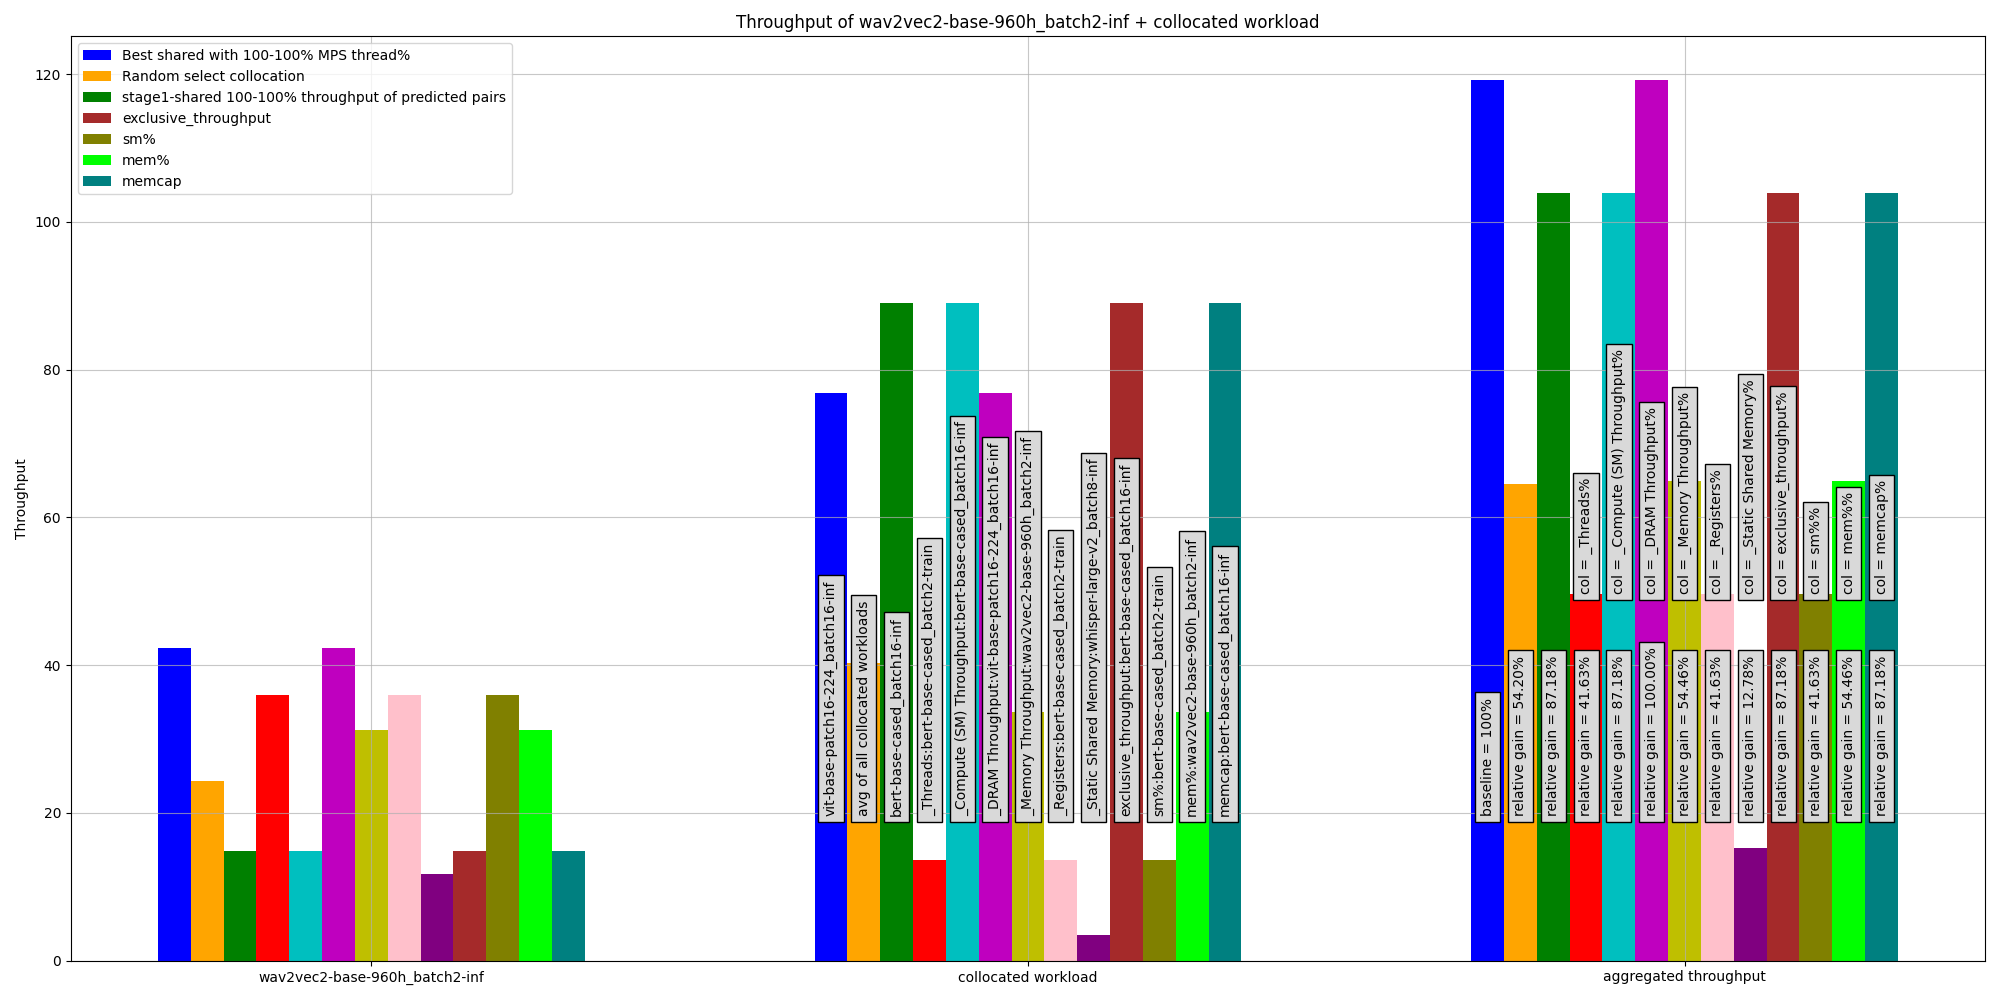 Throughput of wav2vec2-base-960h_batch2-inf + collocated workload
Best shared with 100-100% MPS thread%
Random select collocation
stage1-shared 100-100% throughput of predicted pairs
exclusive_throughput
sm%
mem%
memcap
Throughput
120
100
80
60
40
20
0
vit-base-patch16-224_batch16-inf
avg of all collocated workloads
bert-base-cased_batch16-inf
_Threads:bert-base-cased_batch2-train
_Compute (SM) Throughput:bert-base-cased_batch16-inf
_DRAM Throughput:vit-base-patch16-224_batch16-inf
_Memory Throughput:wav2vec2-base-960h_batch2-inf
_Registers:bert-base-cased_batch2-train
_Static Shared Memory:whisper-large-v2_batch8-inf
exclusive_throughput:bert-base-cased_batch16-inf
sm%:bert-base-cased_batch2-train
mem%:wav2vec2-base-960h_batch2-inf
memcap:bert-base-cased_batch16-inf
col = _Threads%
col = _Compute (SM) Throughput%
col = _DRAM Throughput%
col = _Memory Throughput%
col = _Registers%
col = _Static Shared Memory%
col = exclusive_throughput%
col = sm%%
col = mem%%
col = memcap%
baseline = 100%
relative gain = 54.20%
relative gain = 87.18%
relative gain = 41.63%
relative gain = 87.18%
relative gain = 100.00%
relative gain = 54.46%
relative gain = 41.63%
relative gain = 12.78%
relative gain = 87.18%
relative gain = 41.63%
relative gain = 54.46%
relative gain = 87.18%
wav2vec2-base-960h_batch2-inf
collocated workload
aggregated throughput